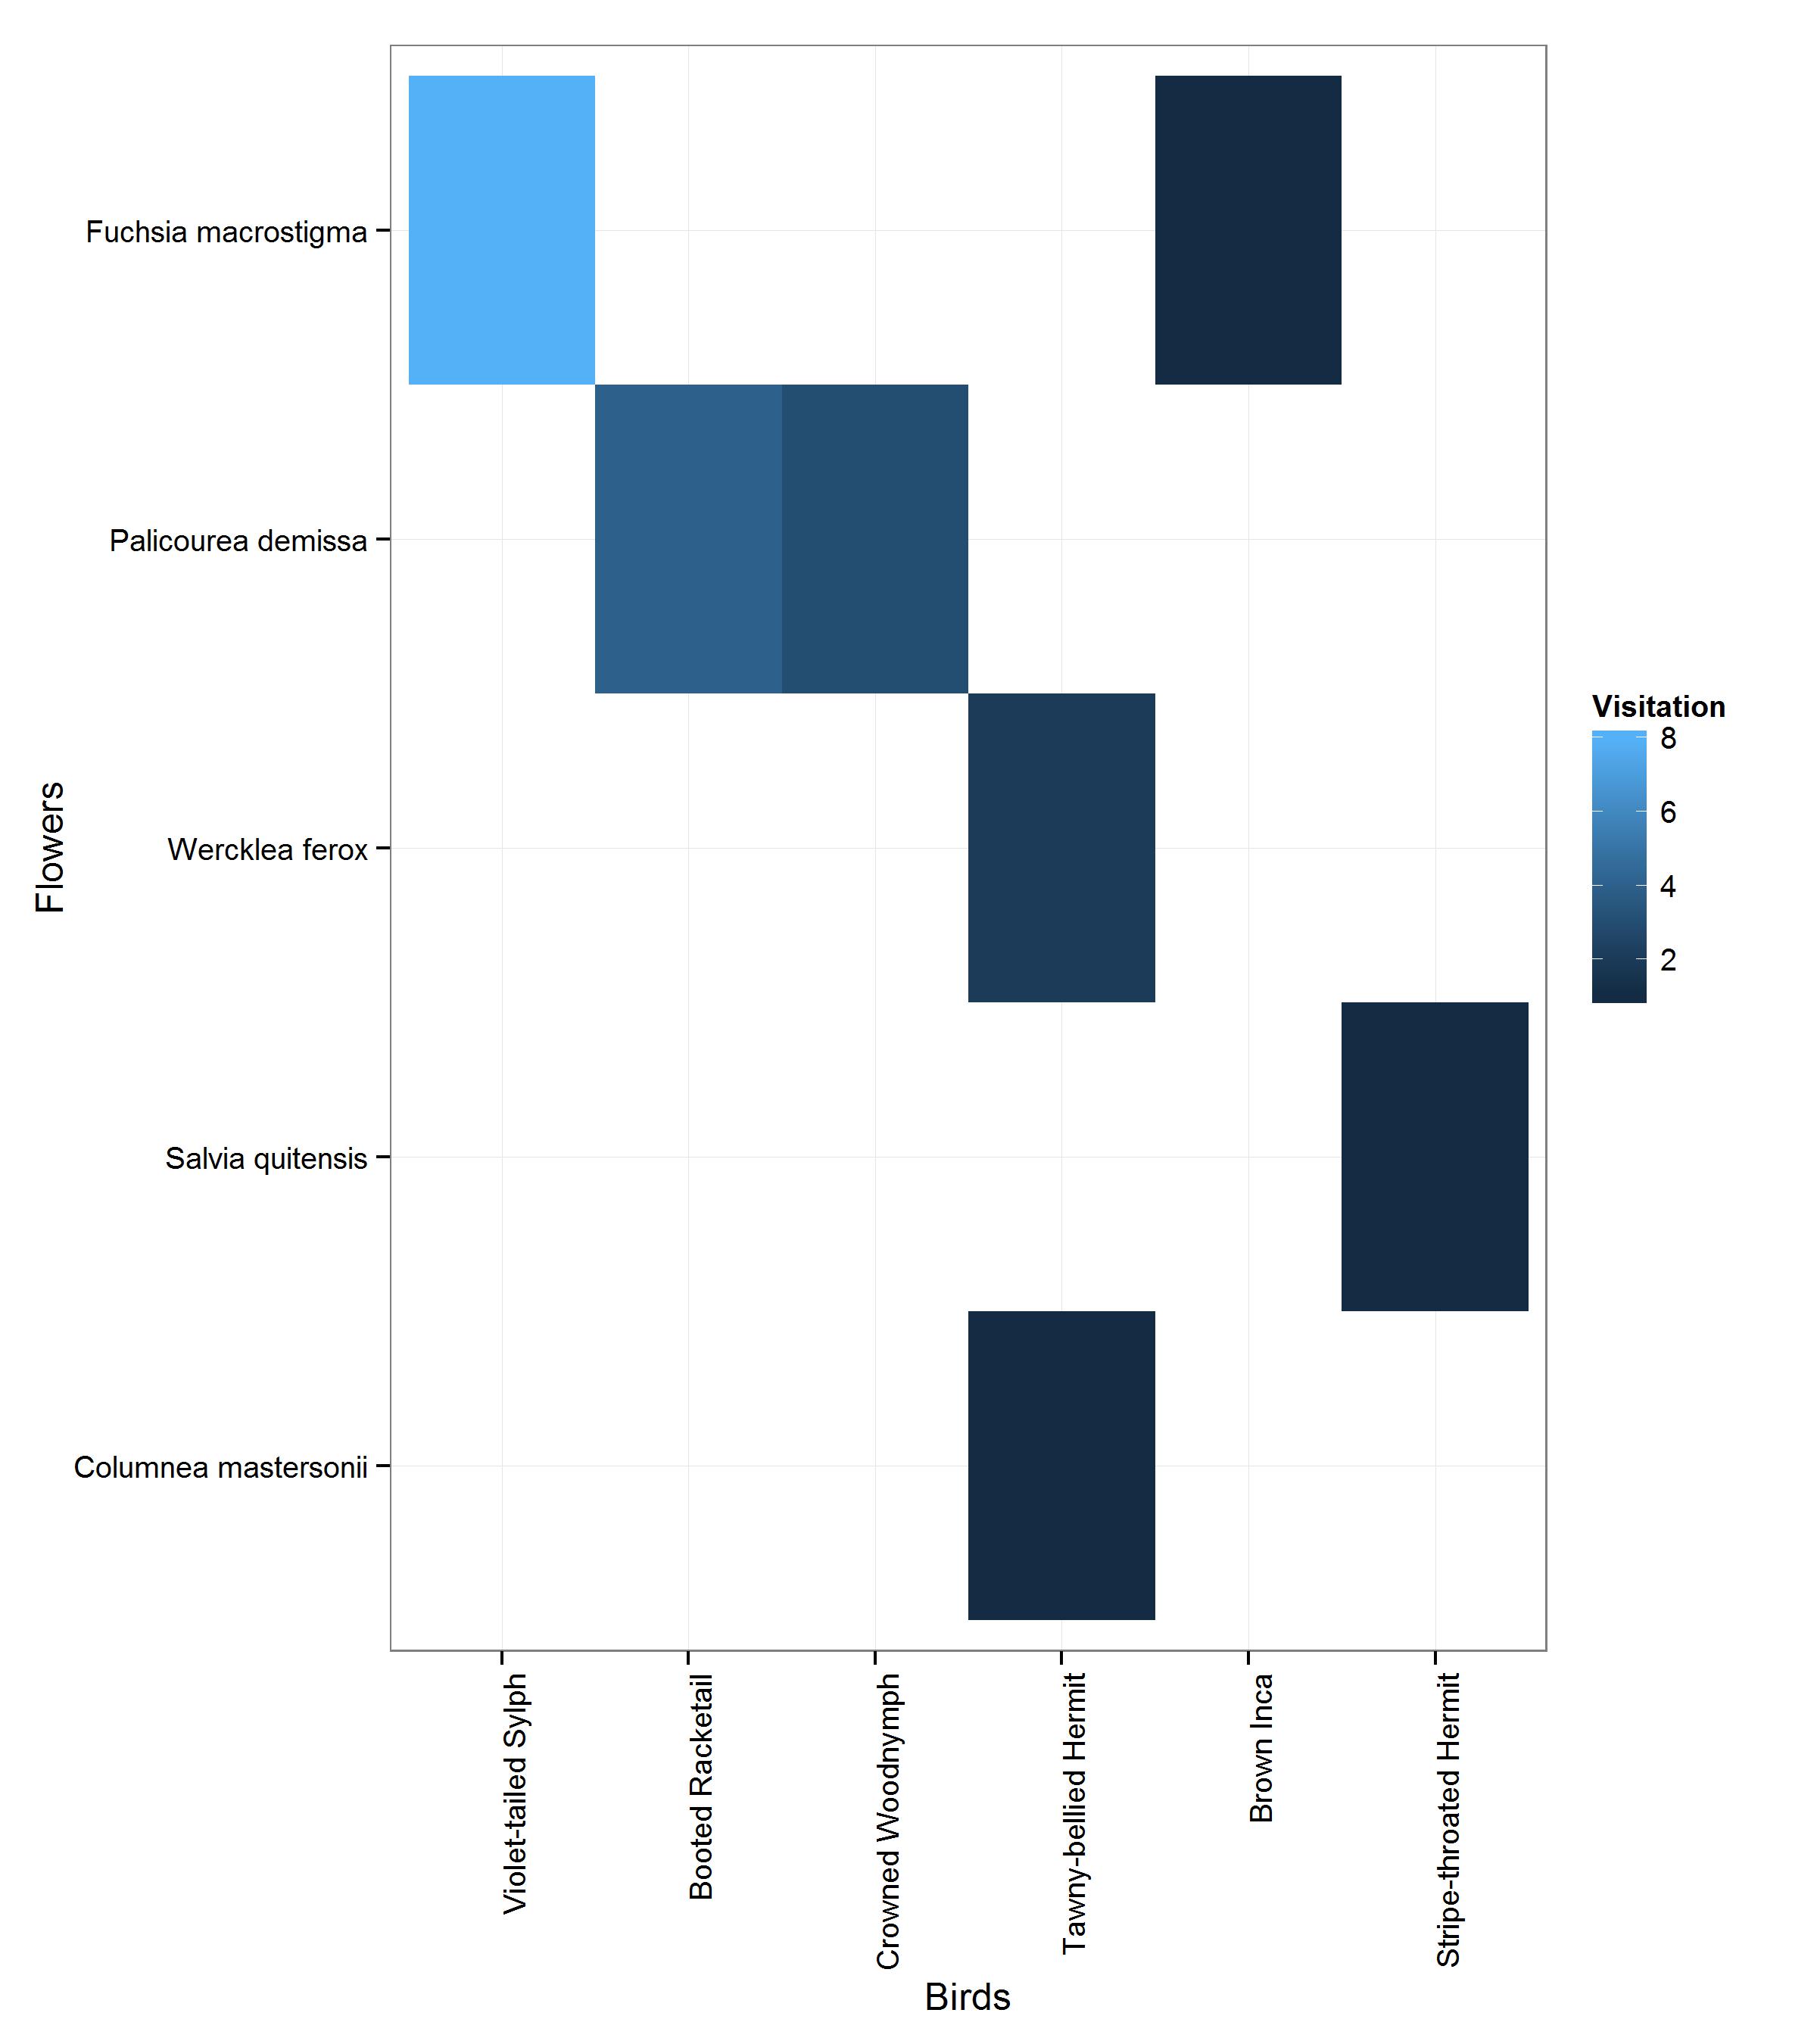 Fuchsia macrostigma
Palicourea demissa
Wercklea ferox
Salvia quitensis
Columnea mastersonii
Flowers
Violet-tailed Sylph
Booted Racketail
Crowned Woodnymph
Tawny-bellied Hermit
Brown Inca
Stripe-throated Hermit
Birds
Visitation
8
6
4
2